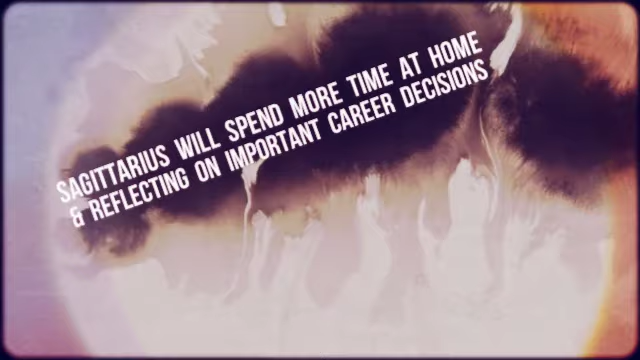 SAGITTARIUS WILL SPEND MORE TIME AT HOME
& REFLECTING ON IMPORTANT CAREER DECISIONS